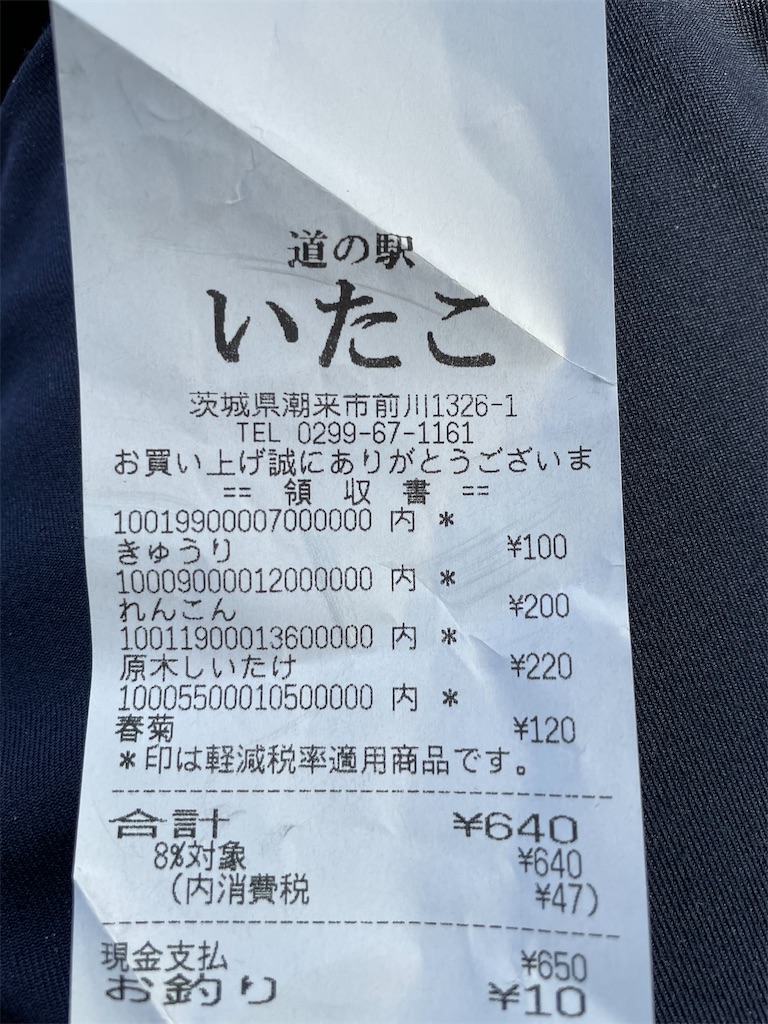 道の駅
いたこ
茨城県潮来市前川1326-1
TEL 0299-67-1161
お買い上げ誠にありがとうございま
== 領 収 書 ==
10019900007000000 内 *
きゅうり ¥100
10009000012000000 内 *
れんこん ¥200
10011900013600000 内 *
原木しいたけ ¥220
10005500010500000 内 *
春菊 ¥120
*印は軽減税率適用商品です。
合計 ¥640
8%対象 ¥640
(内消費税 ¥47)
現金支払 ¥650
お釣り ¥10